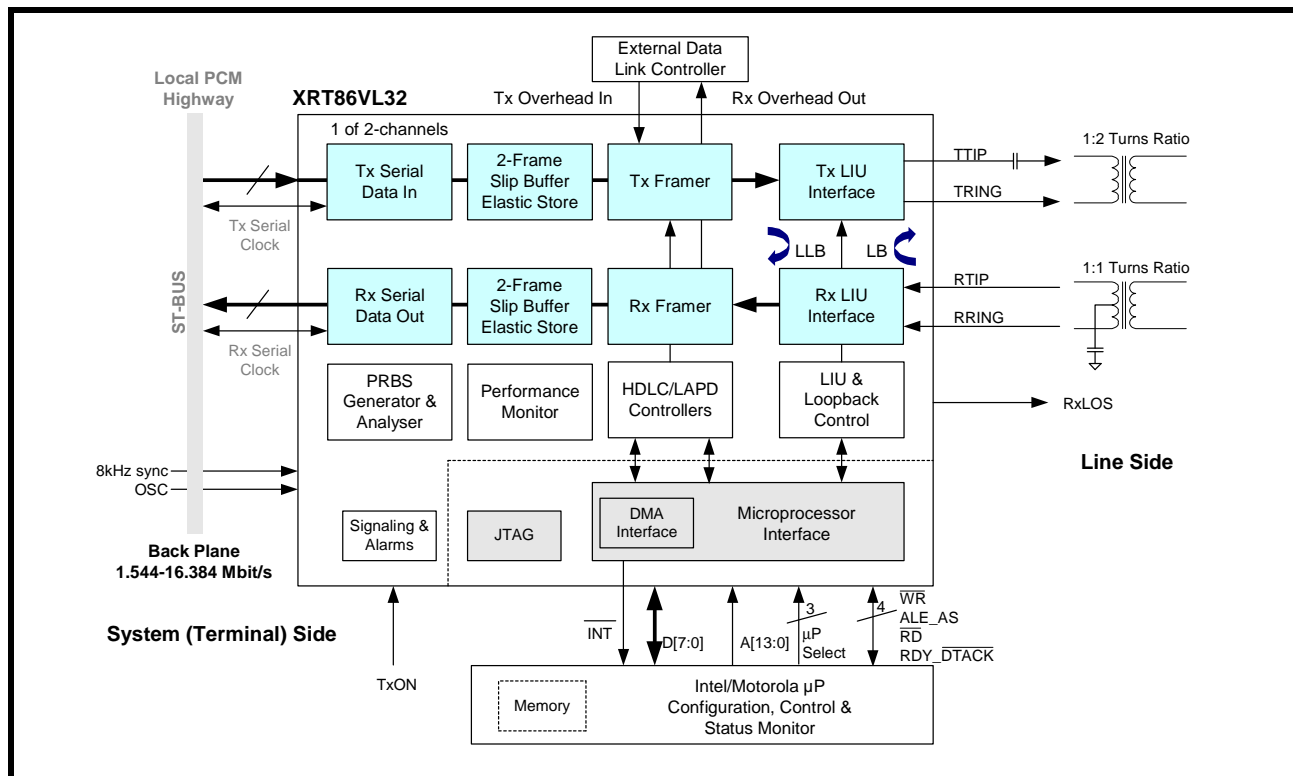 External Data
Link Controller
Local PCM
Highway
XRT86VL32
Tx Overhead In
Rx Overhead Out
1 of 2-channels
Tx Serial
Data In
2-Frame
Slip Buffer
Elastic Store
Tx Framer
Tx LIU
Interface
TTIP
TRING
1:2 Turns Ratio
Tx Serial
Clock
LLB
LB
ST-BUS
Rx Serial
Data Out
2-Frame
Slip Buffer
Elastic Store
Rx Framer
Rx LIU
Interface
RTIP
RRING
1:1 Turns Ratio
Rx Serial
Clock
PRBS
Generator &
Analyser
Performance
Monitor
HDLC/LAPD
Controllers
LIU &
Loopback
Control
RxLOS
Line Side
8kHz sync
OSC
Signaling &
Alarms
JTAG
DMA
Interface
Microprocessor
Interface
Back Plane
1.544-16.384 Mbit/s
System (Terminal) Side
TxON
INT
D[7:0]
A[13:0]
3
µP
Select
4
WR
ALE_AS
RD
RDY_DTACK
Memory
Intel/Motorola µP
Configuration, Control &
Status Monitor